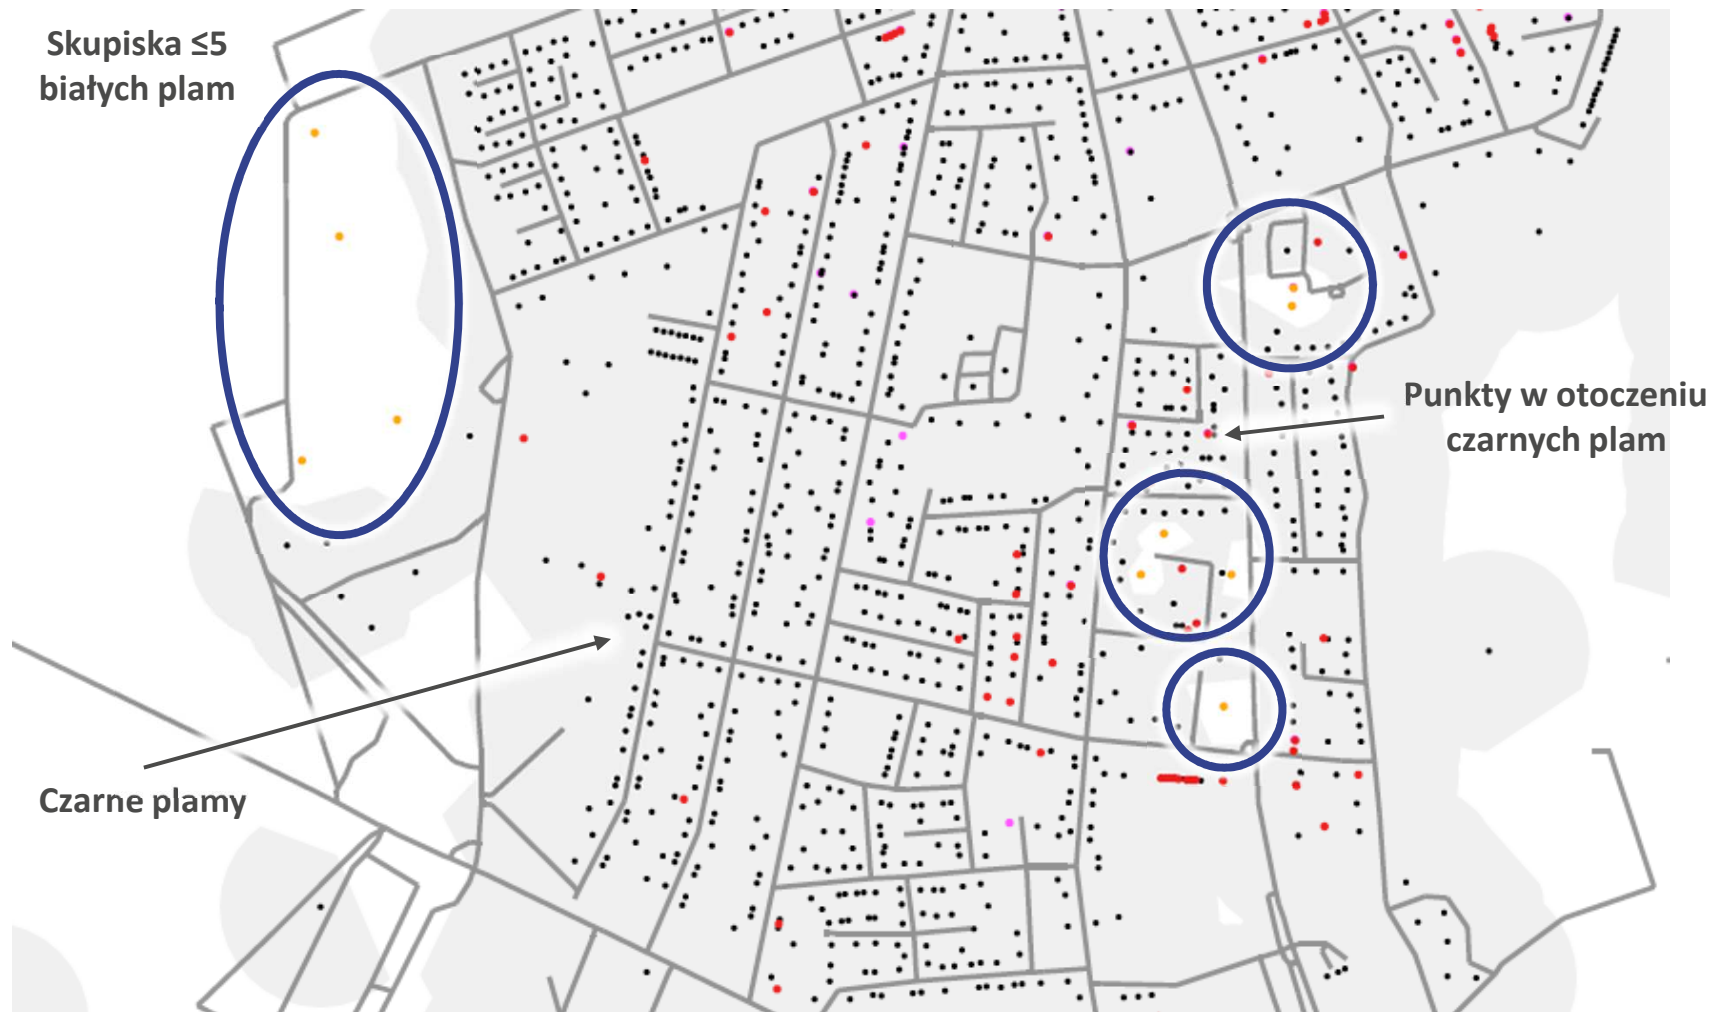 Skupiska ≤5
białych plam
Punkty w otoczeniu
czarnych plam
Czarne plamy